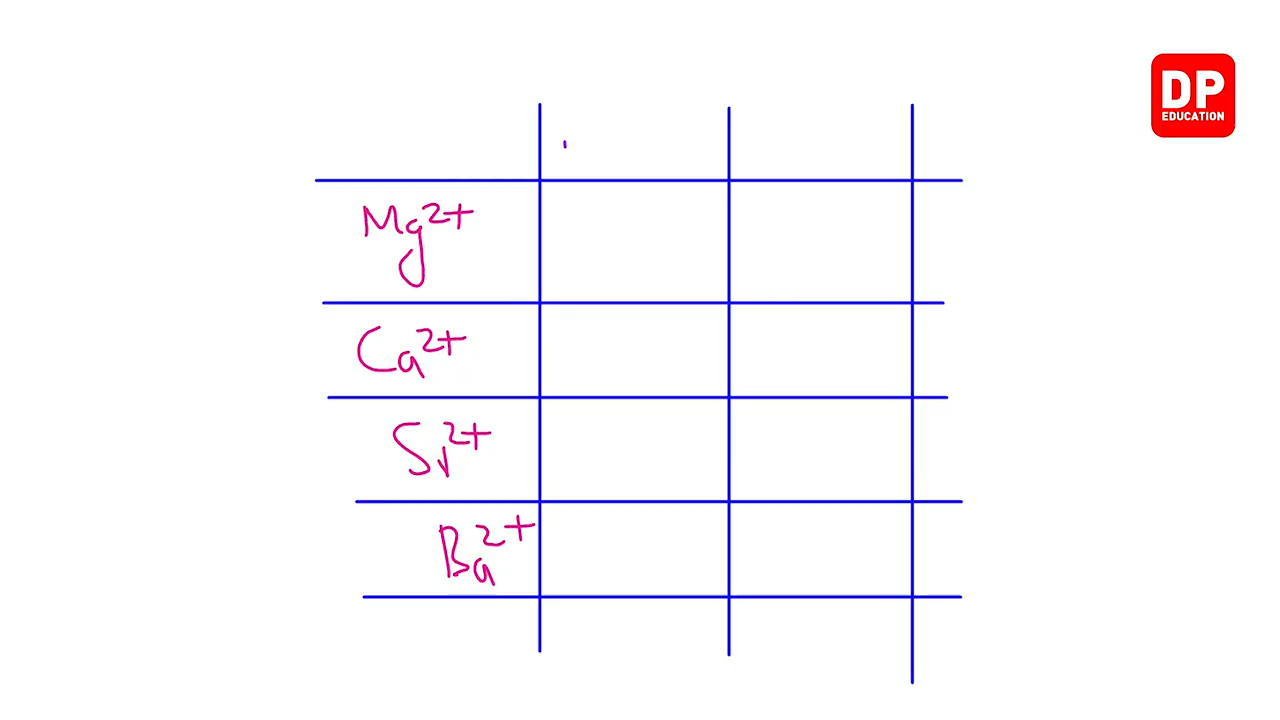 DP
EDUCATION
Mg²⁺
Ca²⁺
Sr²⁺
Ba²⁺